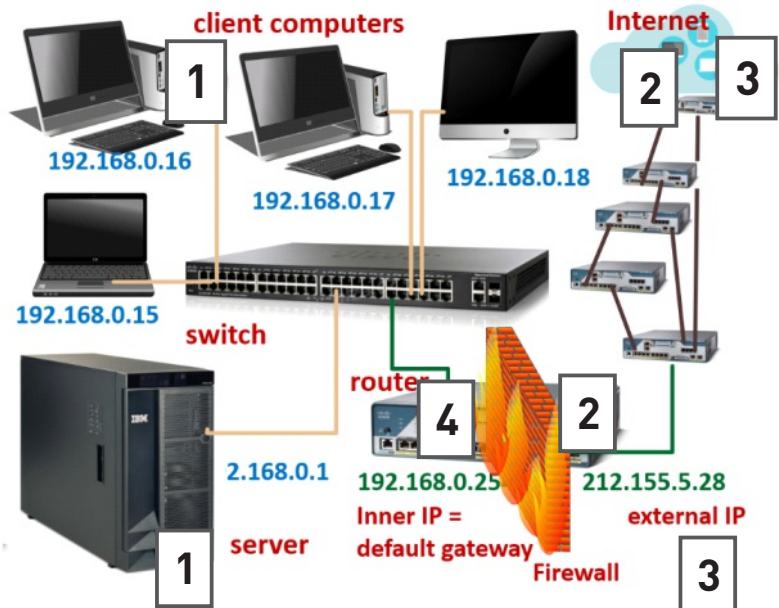 client computers
Internet
1
2
3
192.168.0.16
192.168.0.17
192.168.0.18
192.168.0.15
switch
router
4
2
IBM
2.168.0.1
192.168.0.25
212.155.5.28
Inner IP =
default gateway
external IP
server
Firewall
1
3